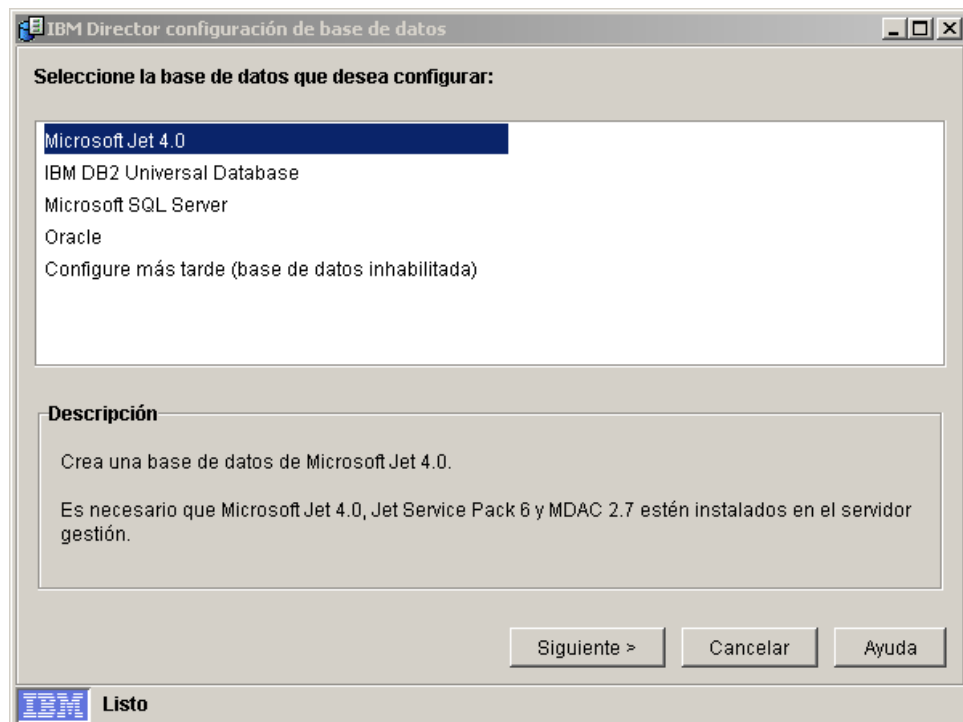 IBM Director configuración de base de datos
Seleccione la base de datos que desea configurar:
Microsoft Jet 4.0
IBM DB2 Universal Database
Microsoft SQL Server
Oracle
Configure más tarde (base de datos inhabilitada)
Descripción
Crea una base de datos de Microsoft Jet 4.0.
Es necesario que Microsoft Jet 4.0, Jet Service Pack 6 y MDAC 2.7 estén instalados en el servidor
gestión.
Siguiente > Cancelar Ayuda
IBM Listo